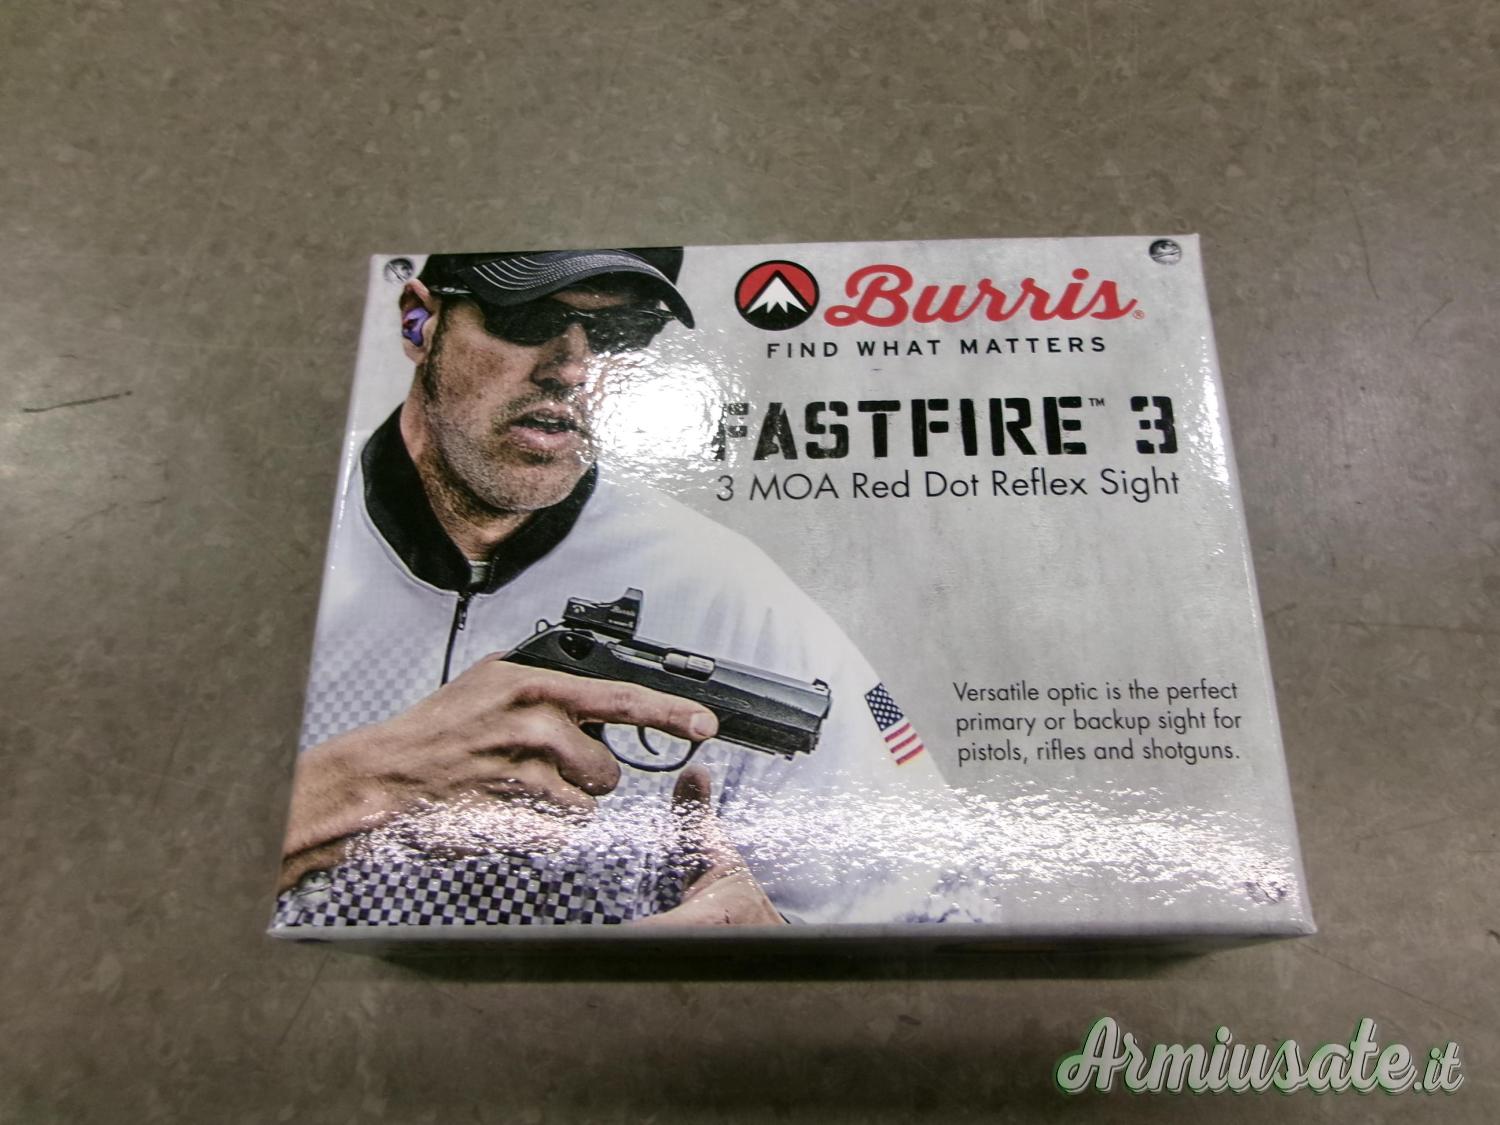 Burris®
FIND WHAT MATTERS
FASTFIRE™ 3
3 MOA Red Dot Reflex Sight
Burris
Versatile optic is the perfect
primary or backup sight for
pistols, rifles and shotguns.
Armiusate.it